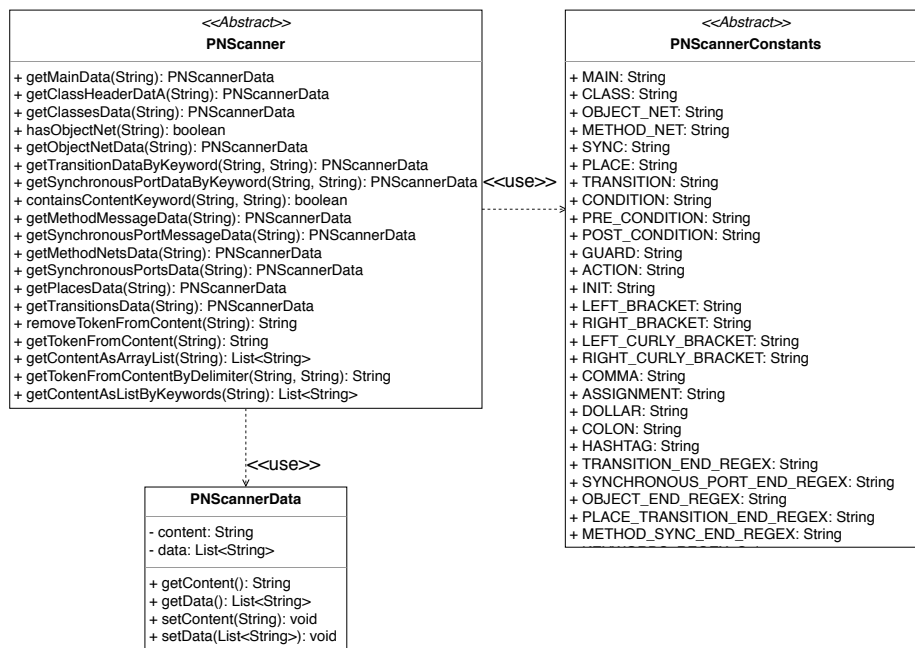 <<Abstract>>
PNScanner
+ getMainData(String): PNScannerData
+ getClassHeaderDatA(String): PNScannerData
+ getClassesData(String): PNScannerData
+ hasObjectNet(String): boolean
+ getObjectNetData(String): PNScannerData
+ getTransitionDataByKeyword(String, String): PNScannerData
+ getSynchronousPortDataByKeyword(String, String): PNScannerData
+ containsContentKeyword(String, String): boolean
+ getMethodMessageData(String): PNScannerData
+ getSynchronousPortMessageData(String): PNScannerData
+ getMethodNetsData(String): PNScannerData
+ getSynchronousPortsData(String): PNScannerData
+ getPlacesData(String): PNScannerData
+ getTransitionsData(String): PNScannerData
+ removeTokenFromContent(String): String
+ getTokenFromContent(String): String
+ getContentAsArrayList(String): List<String>
+ getTokenFromContentByDelimiter(String, String): String
+ getContentAsListByKeywords(String): List<String>
<<use>>
<<Abstract>>
PNScannerConstants
+ MAIN: String
+ CLASS: String
+ OBJECT_NET: String
+ METHOD_NET: String
+ SYNC: String
+ PLACE: String
+ TRANSITION: String
+ CONDITION: String
+ PRE_CONDITION: String
+ POST_CONDITION: String
+ GUARD: String
+ ACTION: String
+ INIT: String
+ LEFT_BRACKET: String
+ RIGHT_BRACKET: String
+ LEFT_CURLY_BRACKET: String
+ RIGHT_CURLY_BRACKET: String
+ COMMA: String
+ ASSIGNMENT: String
+ DOLLAR: String
+ COLON: String
+ HASHTAG: String
+ TRANSITION_END_REGEX: String
+ SYNCHRONOUS_PORT_END_REGEX: String
+ OBJECT_END_REGEX: String
+ PLACE_TRANSITION_END_REGEX: String
+ METHOD_SYNC_END_REGEX: String
<<use>>
PNScannerData
- content: String
- data: List<String>
+ getContent(): String
+ getData(): List<String>
+ setContent(String): void
+ setData(List<String>): void